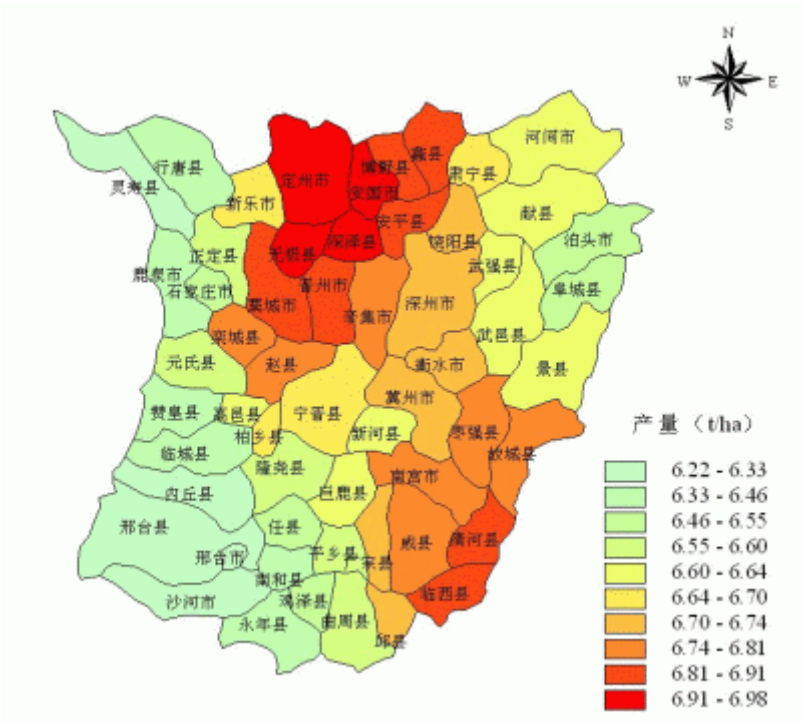 N
W
E
S
河间市
蠡县
博野县
肃宁县
行唐县
定州市
灵寿县
安国市
新乐市
献县
安平县
泊头市
深泽县
饶阳县
正定县
无极县
武强县
鹿泉市
晋州市
石家庄市
阜城县
藁城市
深州市
辛集市
栾城县
武邑县
元氏县
赵县
衡水市
景县
冀州市
赞皇县
高邑县
宁晋县
柏乡县
新河县
枣强县
临城县
故城县
隆尧县
南宫市
内丘县
巨鹿县
邢台县
任县
威县
清河县
邢台市
平乡县
广宗县
南和县
沙河市
鸡泽县
临西县
永年县
曲周县
邱县
产量（t/ha）
6.22 - 6.33
6.33 - 6.46
6.46 - 6.55
6.55 - 6.60
6.60 - 6.64
6.64 - 6.70
6.70 - 6.74
6.74 - 6.81
6.81 - 6.91
6.91 - 6.98